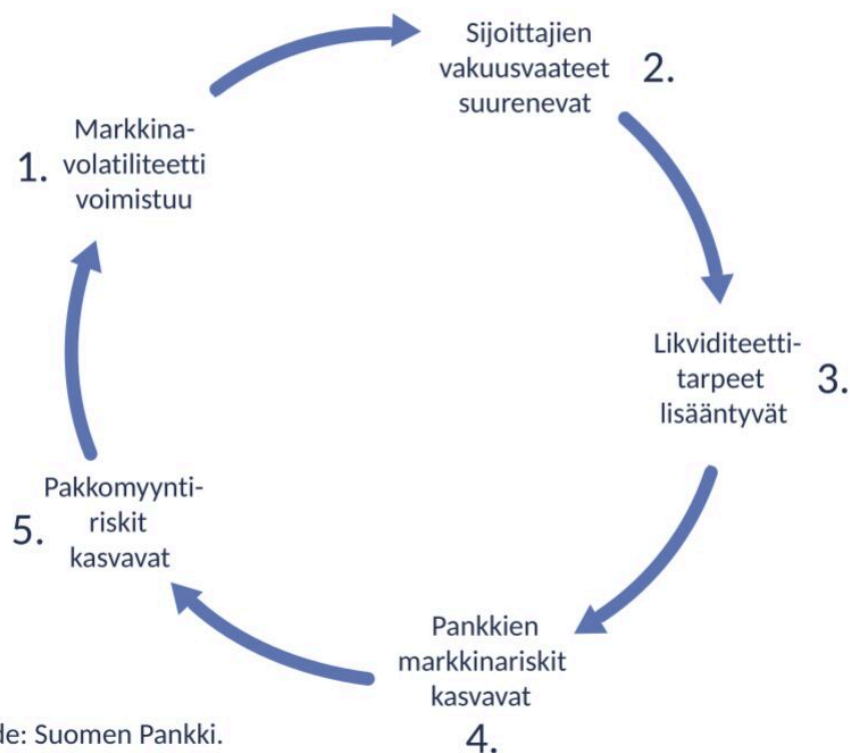 1.
Markkina-
volatiliteetti
voimistuu
Sijoittajien
vakuusvaateet
suurenevat
2.
Likviditeetti-
tarpeet
lisääntyvät
3.
Pankkien
markkinariskit
kasvavat
4.
Pakkomyynti-
riskit
kasvavat
5.
de: Suomen Pankki.